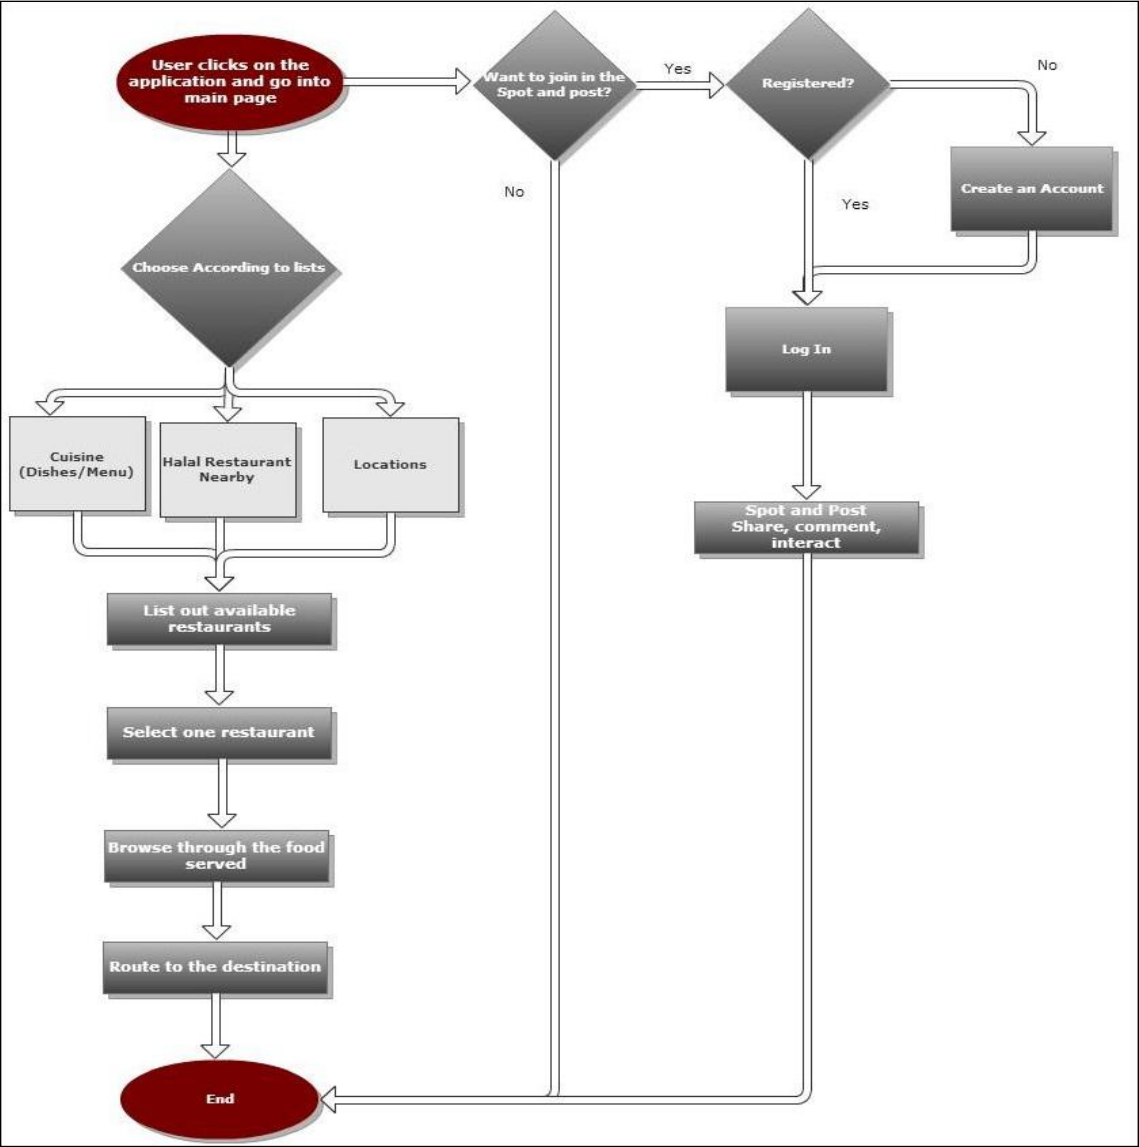 User clicks on the
application and go into
main page
Want to join in the
Spot and post?
Yes
Registered?
No
No
Yes
Create an Account
Choose According to lists
Log In
Cuisine
(Dishes/Menu)
Halal Restaurant
Nearby
Locations
Spot and Post
Share, comment,
interact
List out available
restaurants
Select one restaurant
Browse through the food
served
Route to the destination
End